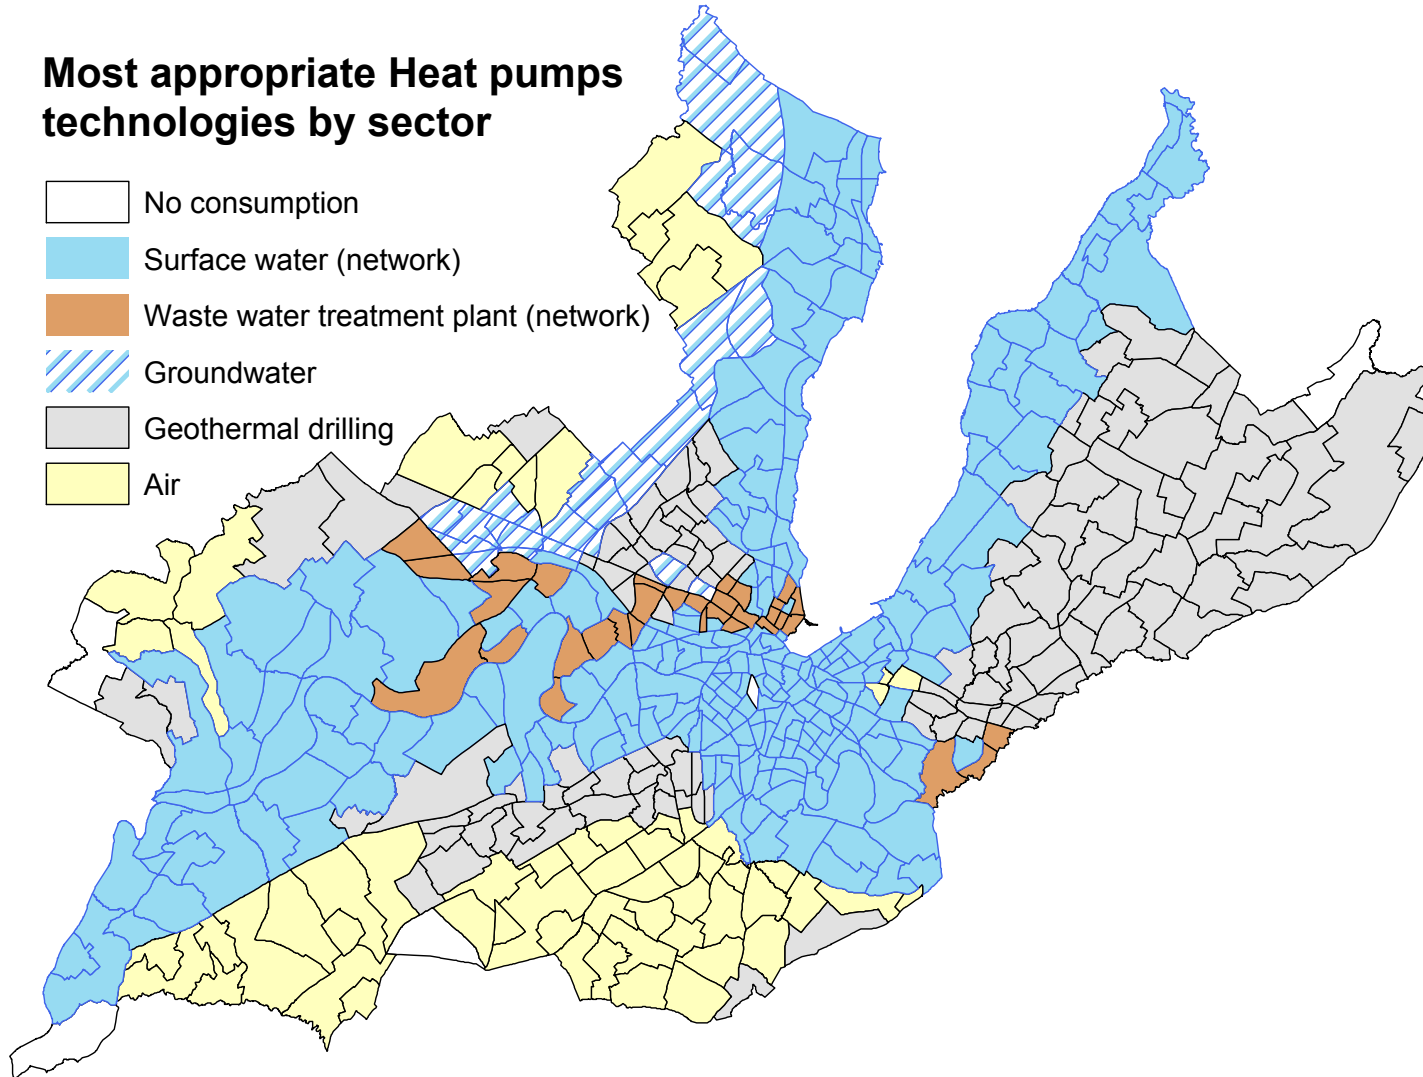 Most appropriate Heat pumps
technologies by sector
No consumption
Surface water (network)
Waste water treatment plant (network)
Groundwater
Geothermal drilling
Air